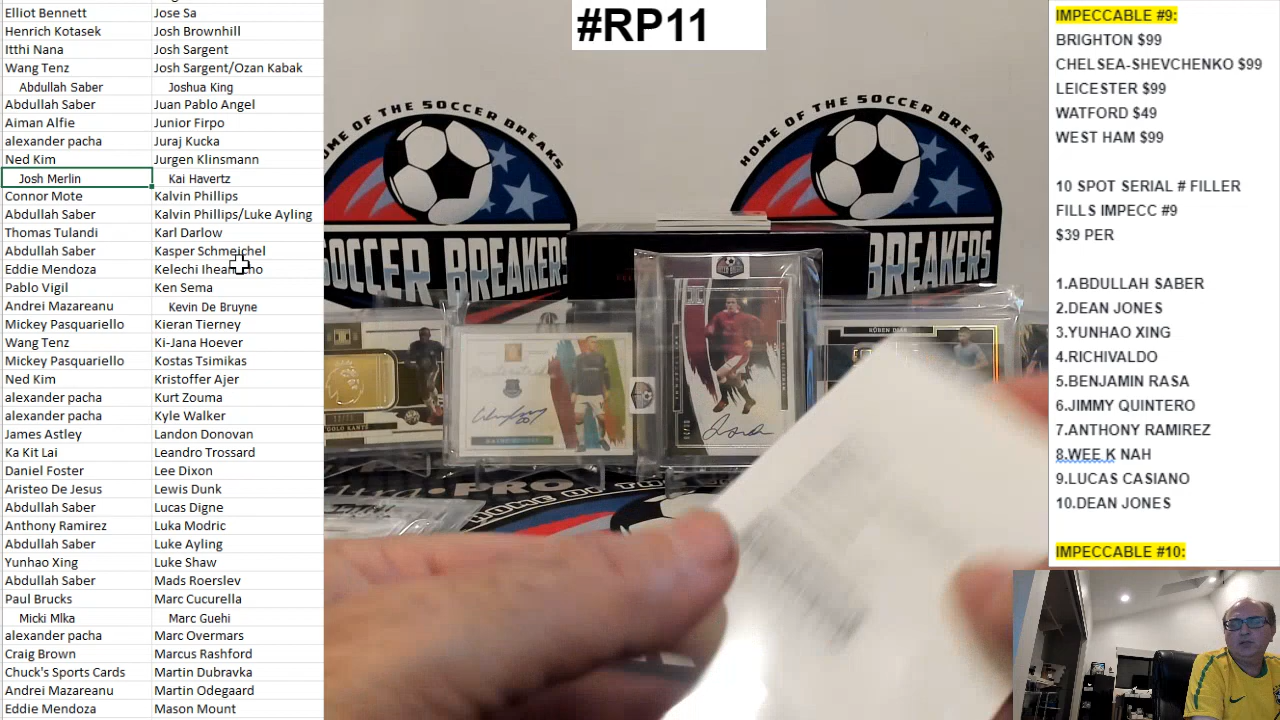 Elliot Bennett Jose Sa
Henrich Kotasek Josh Brownhill
Itthi Nana Josh Sargent
Wang Tenz Josh Sargent/Ozan Kabak
Abdullah Saber Joshua King
Abdullah Saber Juan Pablo Angel
Aiman Alfie Junior Firpo
alexander pacha Juraj Kucka
Ned Kim Jurgen Klinsmann
Josh Merlin Kai Havertz
Connor Mote Kalvin Phillips
Abdullah Saber Kalvin Phillips/Luke Ayling
Thomas Tulandi Karl Darlow
Abdullah Saber Kasper Schmeichel
Eddie Mendoza Kelechi
Pablo Vigil Ken Sema
Andrei Mazareanu Kevin De Bruyne
Mickey Pasquariello Kieran Tierney
Wang Tenz Ki-Jana Hoever
Mickey Pasquariello Kostas Tsimikas
Ned Kim Kristoffer Ajer
alexander pacha Kurt Zouma
alexander pacha Kyle Walker
James Astley Landon Donovan
Ka Kit Lai Leandro Trossard
Daniel Foster Lee Dixon
Aristeo De Jesus Lewis Dunk
Abdullah Saber Lucas Digne
Anthony Ramirez Luka Modric
Abdullah Saber Luke Ayling
Yunhao Xing Luke Shaw
Abdullah Saber Mads Roerslev
Paul Brucks Marc Cucurella
Micki Mlka Marc Guehi
alexander pacha Marc Overmars
Craig Brown Marcus Rashford
Chuck's Sports Cards Martin Dubravka
Andrei Mazareanu Martin Odegaard
Eddie Mendoza Mason Mount
#RP11
HOME OF THE SOCCER BREAKS
SOCCER BREAKERS
HOME OF THE SOCCER BREAKS
SOCCER BREAKERS
RÚBEN DIAS
HOME OF THE
IMPECCABLE #9:
BRIGHTON $99
CHELSEA-SHEVCHENKO $99
LEICESTER $99
WATFORD $49
WEST HAM $99
10 SPOT SERIAL # FILLER
FILLS IMPECC #9
$39 PER
1.ABDULLAH SABER
2.DEAN JONES
3.YUNHAO XING
4.RICHIVALDO
5.BENJAMIN RASA
6.JIMMY QUINTERO
7.ANTHONY RAMIREZ
8.WEE K NAH
9.LUCAS CASIANO
10.DEAN JONES
IMPECCABLE #10: